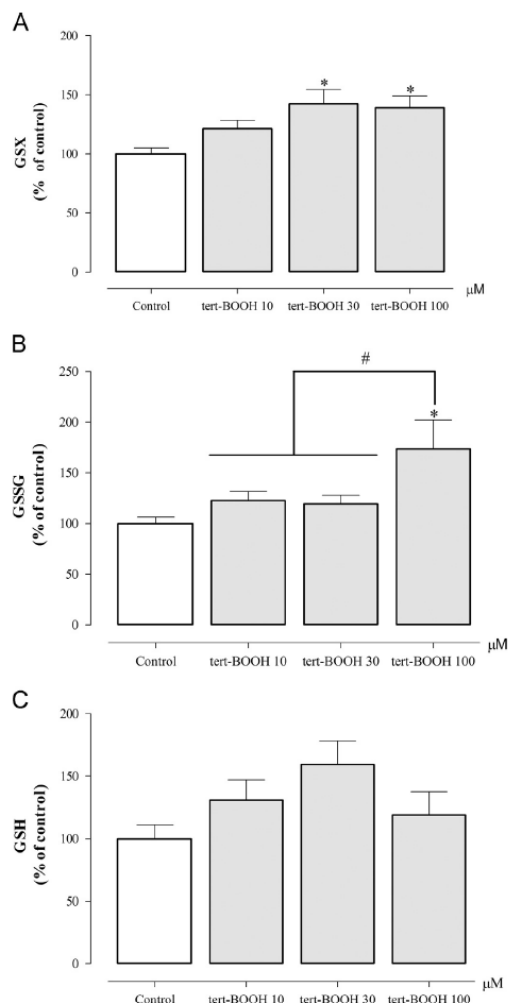 A
GSX
(% of control)
200
150
100
50
0
*
*
Control
tert-BOOH 10
tert-BOOH 30
tert-BOOH 100
μM
B
GSSG
(% of control)
250
200
150
100
50
0
#
*
Control
tert-BOOH 10
tert-BOOH 30
tert-BOOH 100
μM
C
GSH
(% of control)
200
150
100
50
0
Control
tert-BOOH 10
tert-BOOH 30
tert-BOOH 100
μM